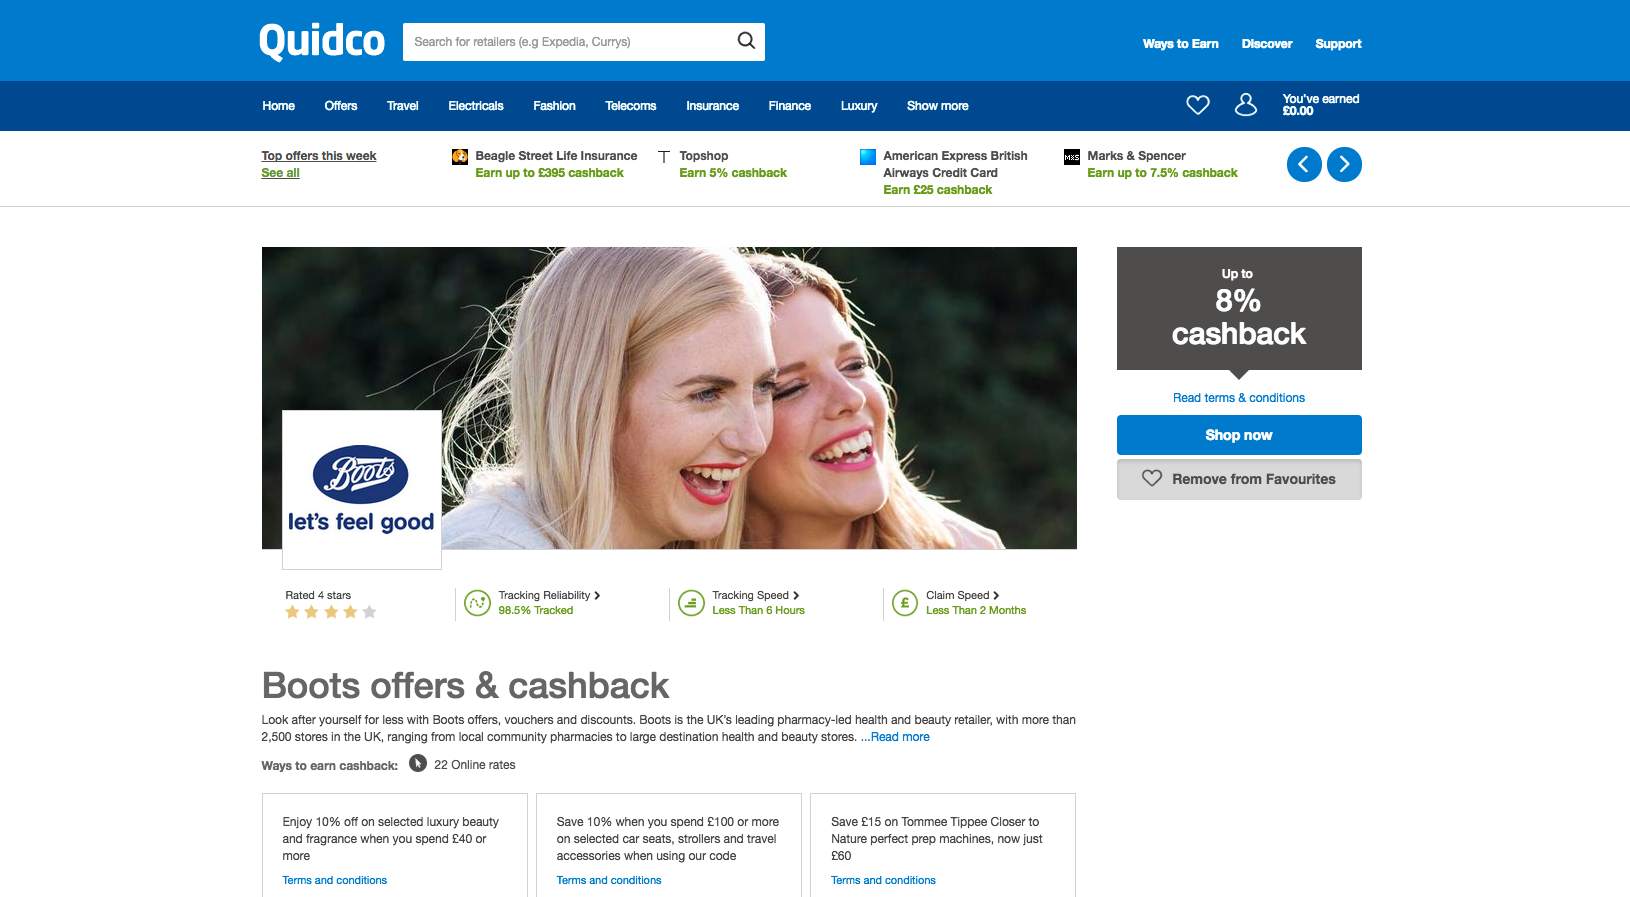 Quidco
Search for retailers (e.g Expedia, Currys)
Ways to Earn
Discover
Support
Home
Offers
Travel
Electricals
Fashion
Telecoms
Insurance
Finance
Luxury
Show more
You've earned
£0.00
Top offers this week
See all
Beagle Street Life Insurance
Earn up to £395 cashback
T
Topshop
Earn 5% cashback
American Express British
Airways Credit Card
Earn £25 cashback
M&S
Marks & Spencer
Earn up to 7.5% cashback
Up to
8%
cashback
Read terms & conditions
Shop now
Remove from Favourites
Boots
let's feel good
Rated 4 stars
Tracking Reliability
98.5% Tracked
Tracking Speed
Less Than 6 Hours
£
Claim Speed
Less Than 2 Months
Boots offers & cashback
Look after yourself for less with Boots offers, vouchers and discounts. Boots is the UK's leading pharmacy-led health and beauty retailer, with more than
2,500 stores in the UK, ranging from local community pharmacies to large destination health and beauty stores. ...Read more
Ways to earn cashback: 22 Online rates
Enjoy 10% off on selected luxury beauty
and fragrance when you spend £40 or
more
Terms and conditions
Save 10% when you spend £100 or more
on selected car seats, strollers and travel
accessories when using our code
Terms and conditions
Save £15 on Tommee Tippee Closer to
Nature perfect prep machines, now just
£60
Terms and conditions